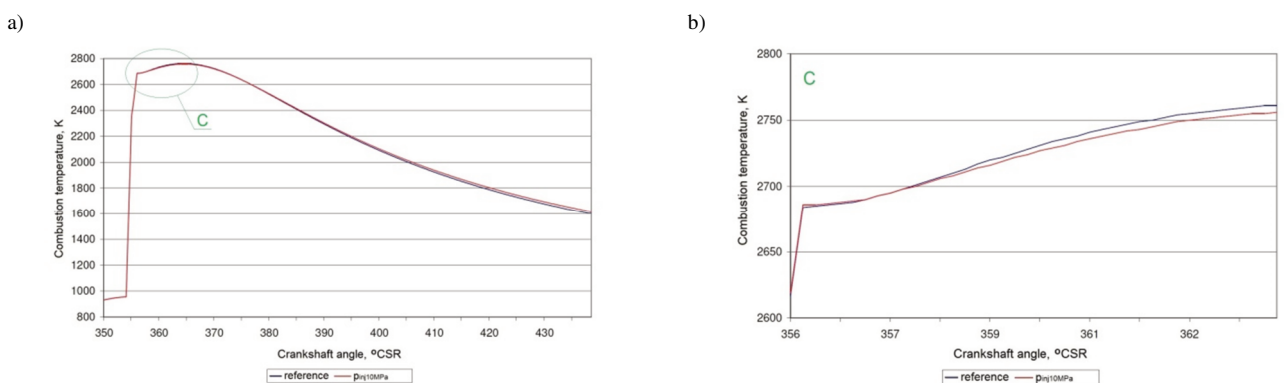 a)
b)
Combustion temperature, K
2800
2600
2400
2200
2000
1800
1600
1400
1200
1000
800
C
350 360 370 380 390 400 410 420 430
Crankshaft angle, ºCSR
reference pinj10MPa
Combustion temperature, K
2800
2750
2700
2650
2600
C
356 357 359 361 362
Crankshaft angle, ºCSR
reference pinj10MPa